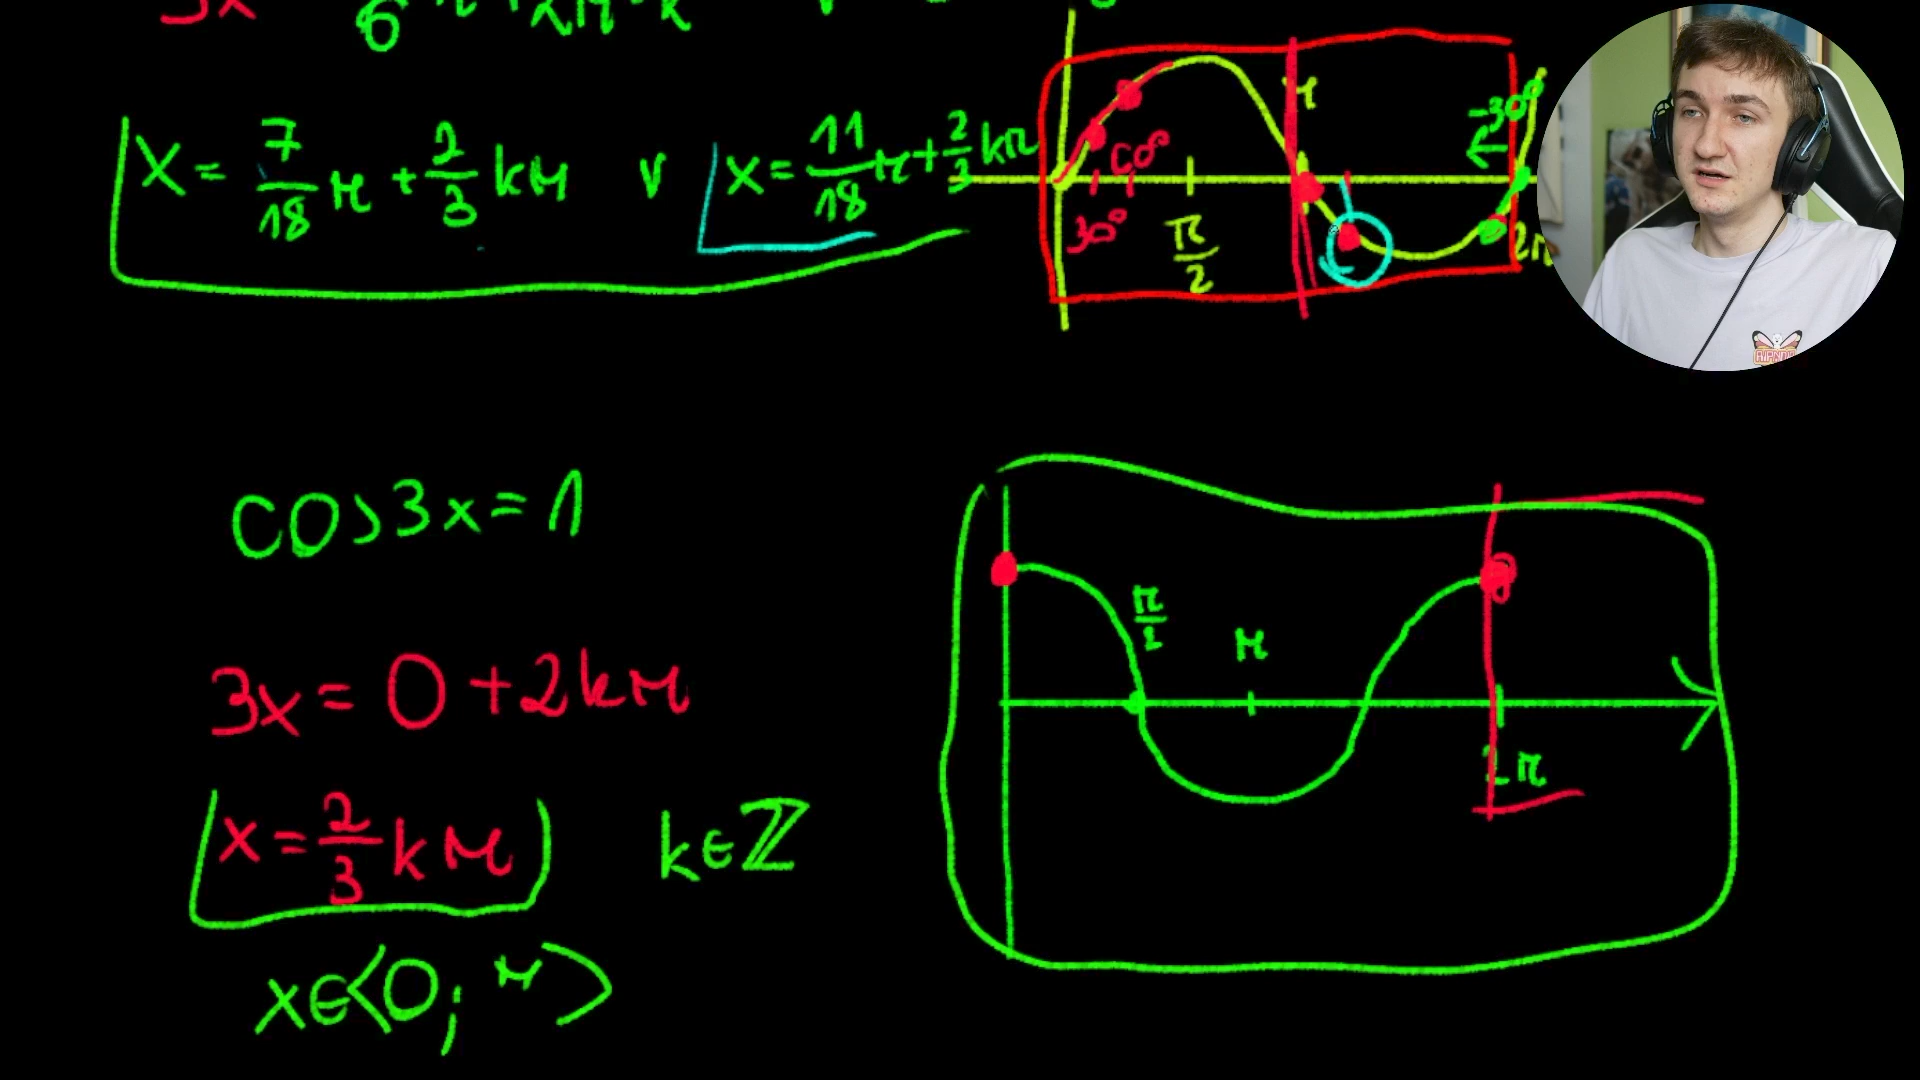 x = 7/18 π + 2/3 kπ v x = 11/18 π + 2/3 kπ
60°
30°
π/2
π
-30°
2π
cos3x = 1
3x = 0 + 2kπ
x = 2/3 kπ k∈ℤ
x∈<0; π>
π/2
π
2π